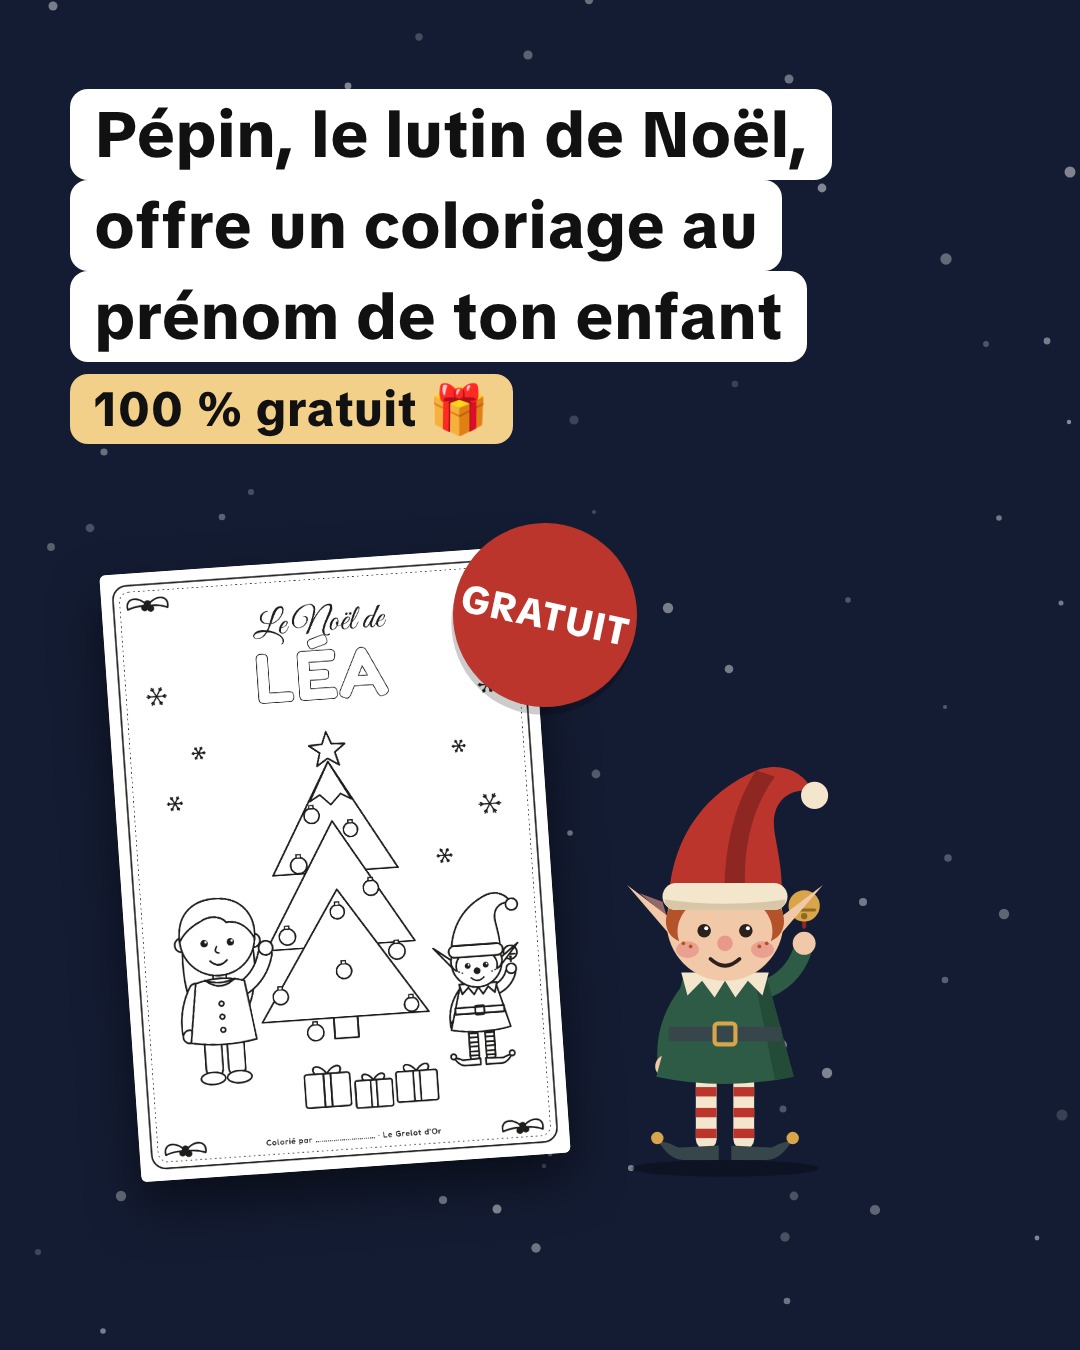 Pépin, le lutin de Noël,
offre un coloriage au
prénom de ton enfant
100 % gratuit 🎁
GRATUIT
Le Noël de
LÉA
Colorié par ........................ - Le Grelot d'Or